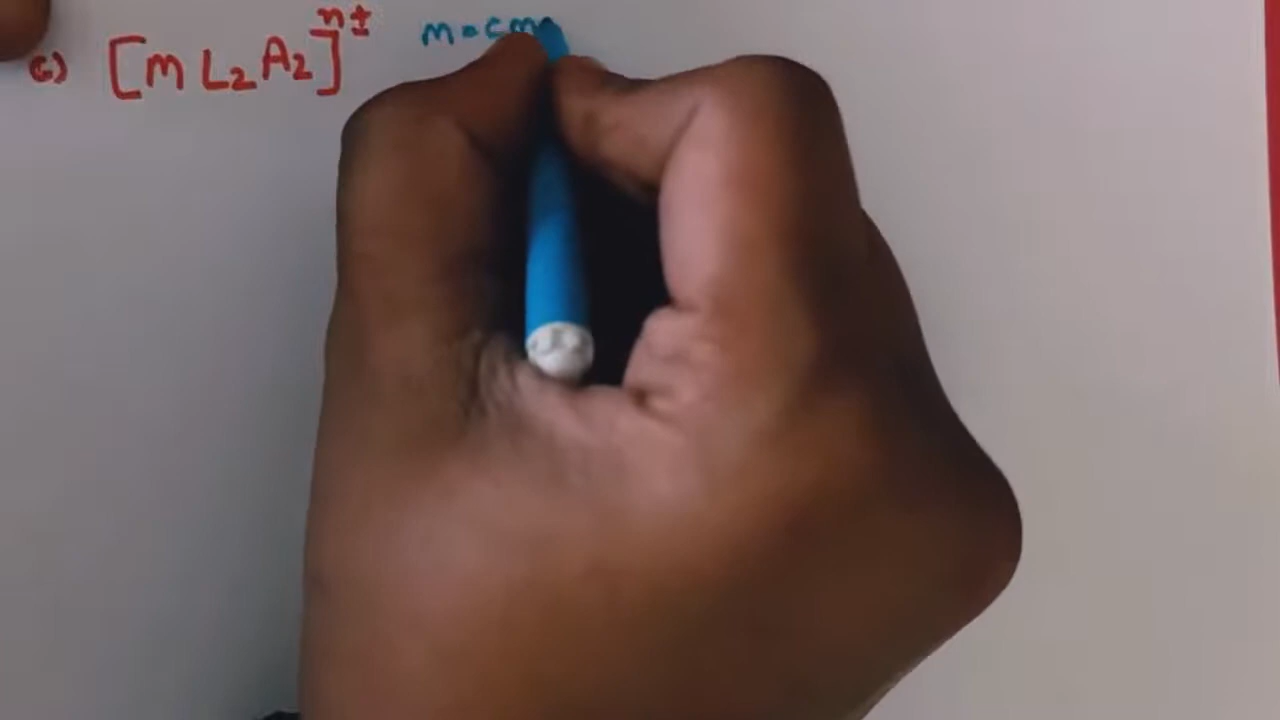 c) [M L₂ A₂]ⁿ± M = CM